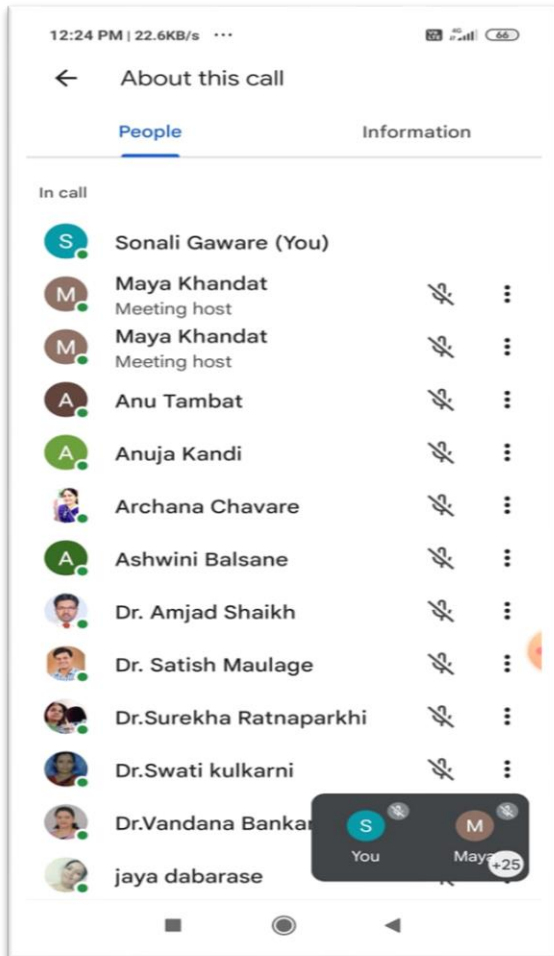 12:24 PM | 22.6KB/s ...
4G
66
About this call
People Information
In call
S Sonali Gaware (You)
M Maya Khandat
Meeting host
M Maya Khandat
Meeting host
A Anu Tambat
A Anuja Kandi
Archana Chavare
A Ashwini Balsane
Dr. Amjad Shaikh
Dr. Satish Maulage
Dr.Surekha Ratnaparkhi
Dr.Swati kulkarni
Dr.Vandana Bankar
jaya dabarase
S M
You Maya
+25